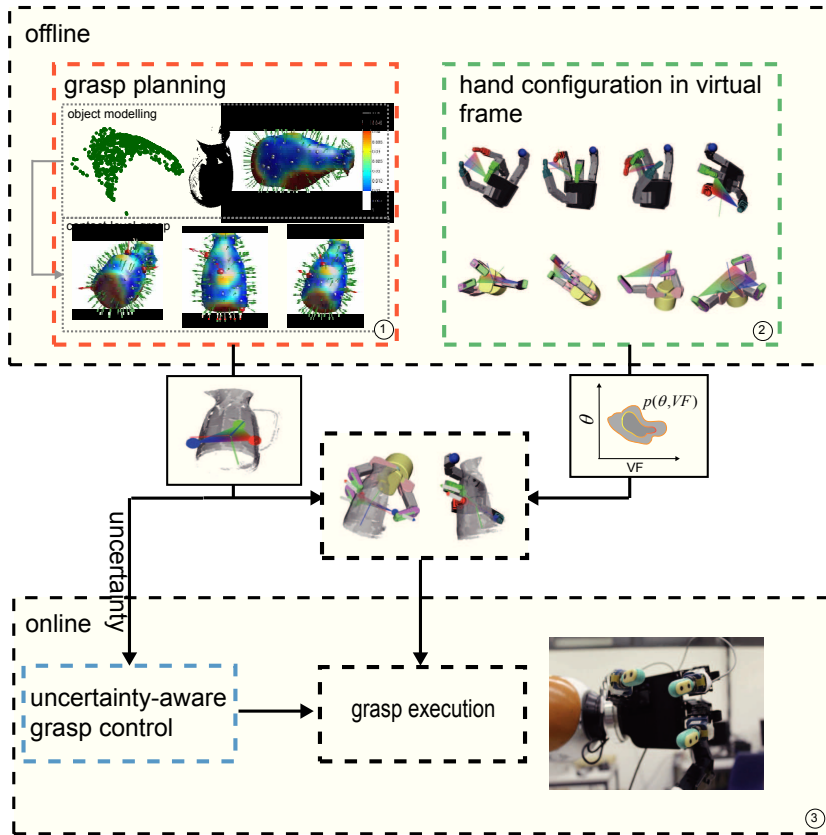 offline
grasp planning
object modelling
hand configuration in virtual
frame
1
2
p(θ,VF)
θ
VF
uncertainty
online
uncertainty-aware
grasp control
grasp execution
3